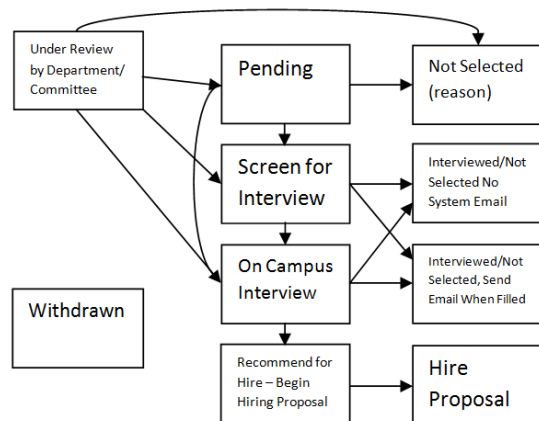 Under Review
by Department/
Committee
Pending
Not Selected
(reason)
Screen for
Interview
Interviewed/Not
Selected No
System Email
On Campus
Interview
Interviewed/Not
Selected, Send
Email When Filled
Withdrawn
Recommend for
Hire – Begin
Hiring Proposal
Hire
Proposal